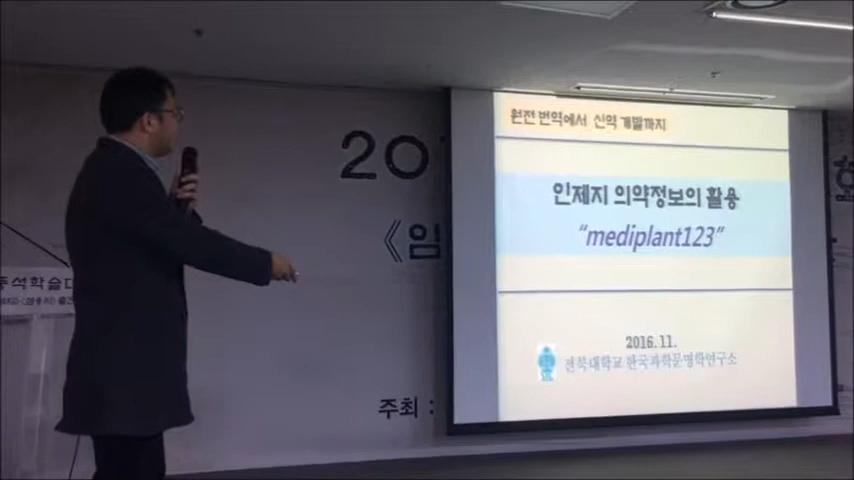 원전 번역에서 신약 개발까지
인제지 의약정보의 활용
"mediplant123"
2016.11.
전북대학교 한국과학문명학연구소
20
《임
주최 :